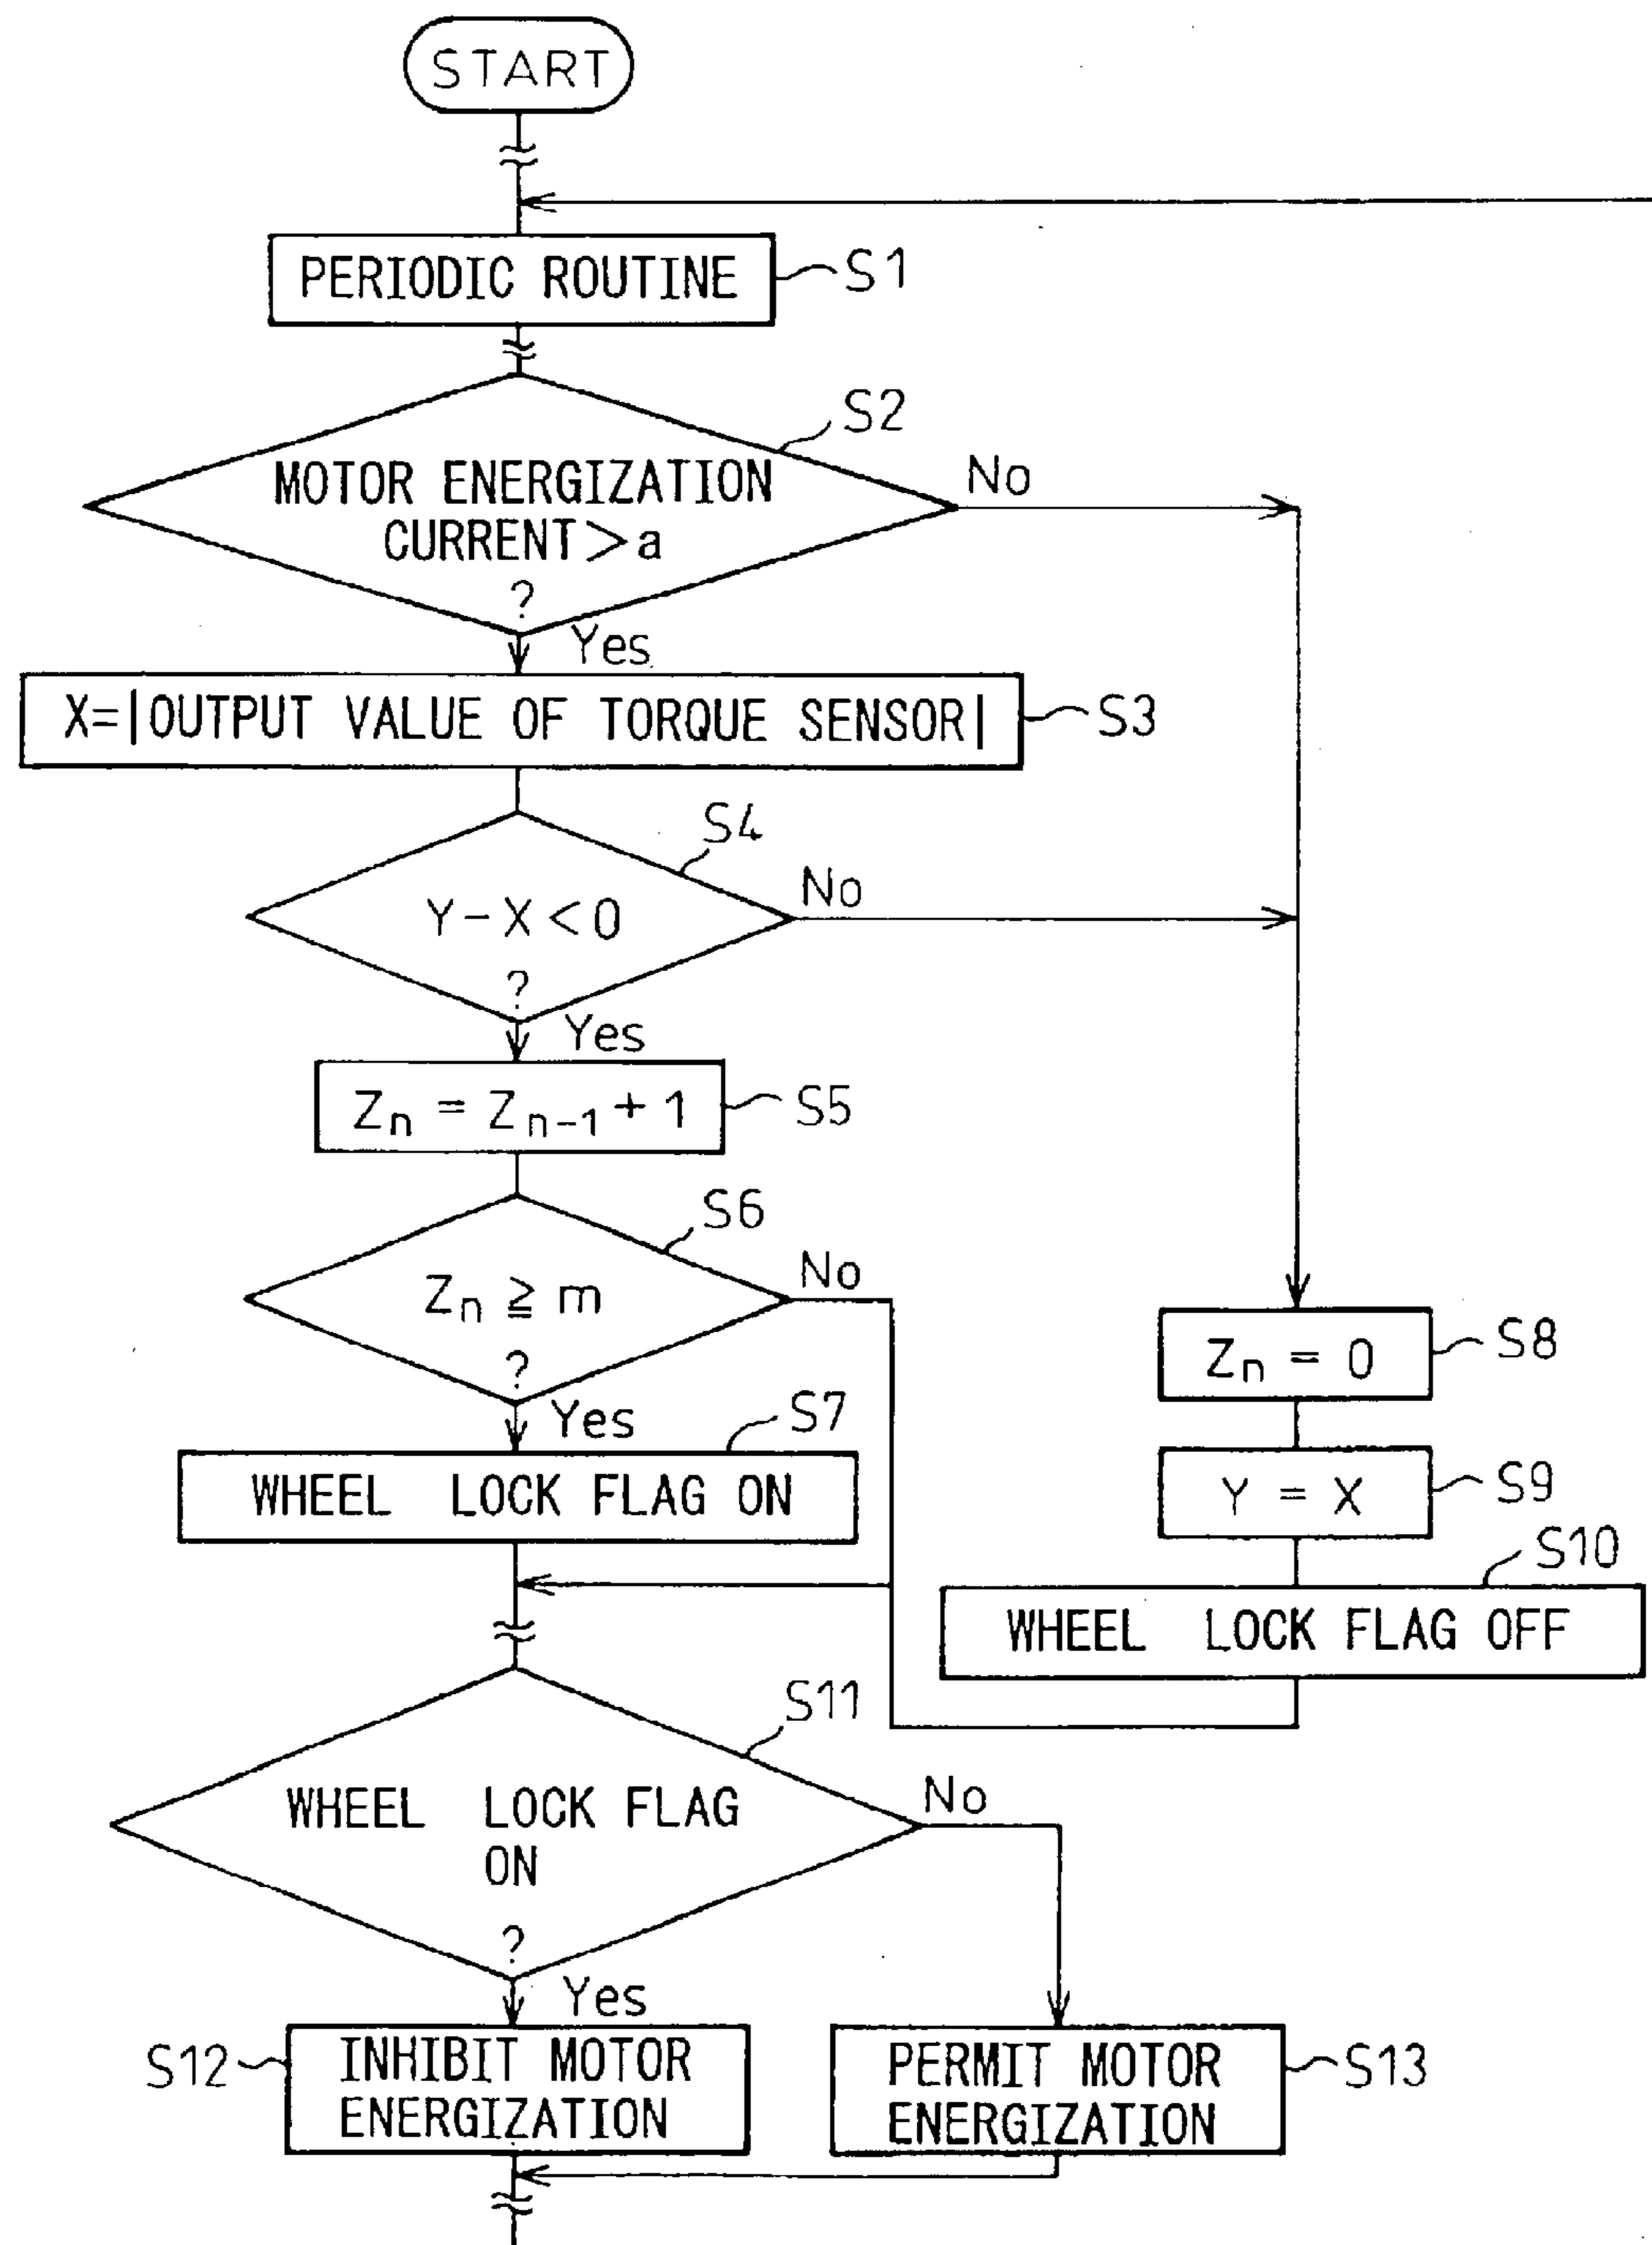 START
PERIODIC ROUTINE
S1
S2
MOTOR ENERGIZATION
CURRENT>a
?
No
Yes
X=|OUTPUT VALUE OF TORQUE SENSOR|
S3
S4
Y-X<0
?
No
Yes
Zn = Zn-1 + 1
S5
S6
Zn ≧ m
?
No
Yes
S7
WHEEL LOCK FLAG ON
Zn = 0
S8
Y = X
S9
S10
WHEEL LOCK FLAG OFF
S11
WHEEL LOCK FLAG
ON
?
No
Yes
S12
INHIBIT MOTOR
ENERGIZATION
PERMIT MOTOR
ENERGIZATION
S13